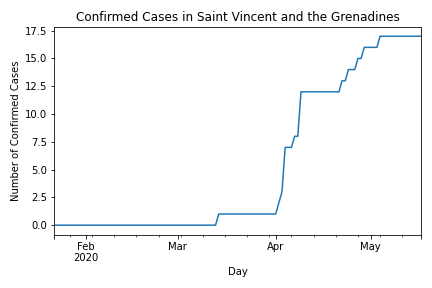 Confirmed Cases in Saint Vincent and the Grenadines
17.5
15.0
12.5
10.0
7.5
5.0
2.5
0.0
Number of Confirmed Cases
Feb Mar Apr May
2020
Day